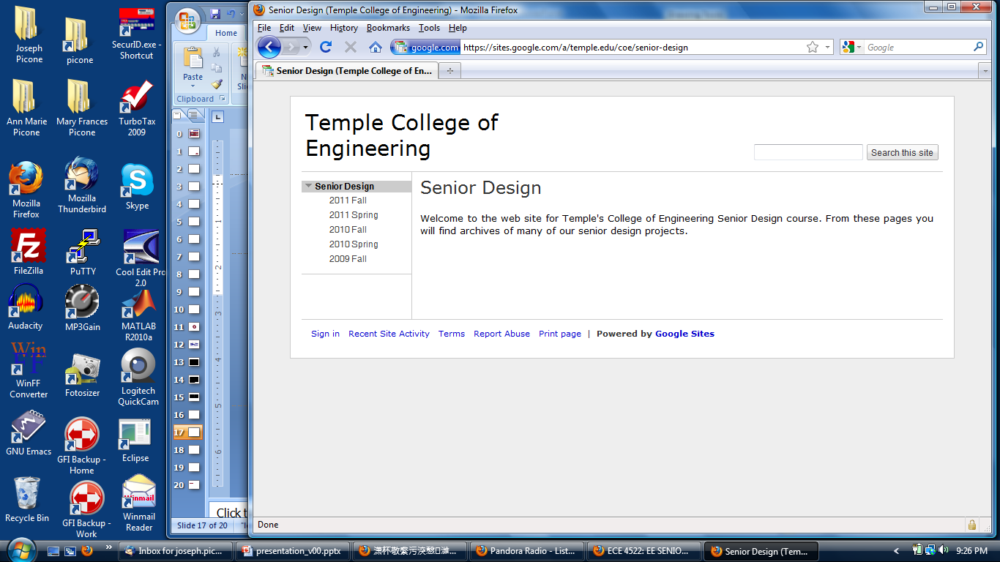 Joseph
Picone
picone
SecurID.exe -
Shortcut
Ann Marie
Picone
Mary Frances
Picone
TurboTax
2009
Mozilla
Firefox
Mozilla
Thunderbird
Skype
FileZilla
PuTTY
Cool Edit Pro
2.0
Audacity
MP3Gain
MATLAB
R2010a
WinFF
Converter
Fotosizer
Logitech
QuickCam
GNU Emacs
GFI Backup -
Home
Eclipse
Recycle Bin
GFI Backup -
Work
Winmail
Winmail
Reader
Home
Paste
Clipboard
0
1
2
3
4
5
6
7
8
9
10
11
12
13
14
15
16
17
18
19
20
1
2
3
4
5
6
Click t
Slide 17 of 20
Senior Design (Temple College of Engineering) - Mozilla Firefox
File Edit View History Bookmarks Tools Help
google.com https://sites.google.com/a/temple.edu/coe/senior-design
Google
Senior Design (Temple College of En...
Temple College of
Engineering
Search this site
Senior Design
2011 Fall
2011 Spring
2010 Fall
2010 Spring
2009 Fall
Senior Design
Welcome to the web site for Temple's College of Engineering Senior Design course. From these pages you
will find archives of many of our senior design projects.
Sign in Recent Site Activity Terms Report Abuse Print page | Powered by Google Sites
Done
Inbox for joseph.pic...
presentation_v00.pptx
Pandora Radio - List...
ECE 4522: EE SENIO...
Senior Design (Tem...
9:26 PM